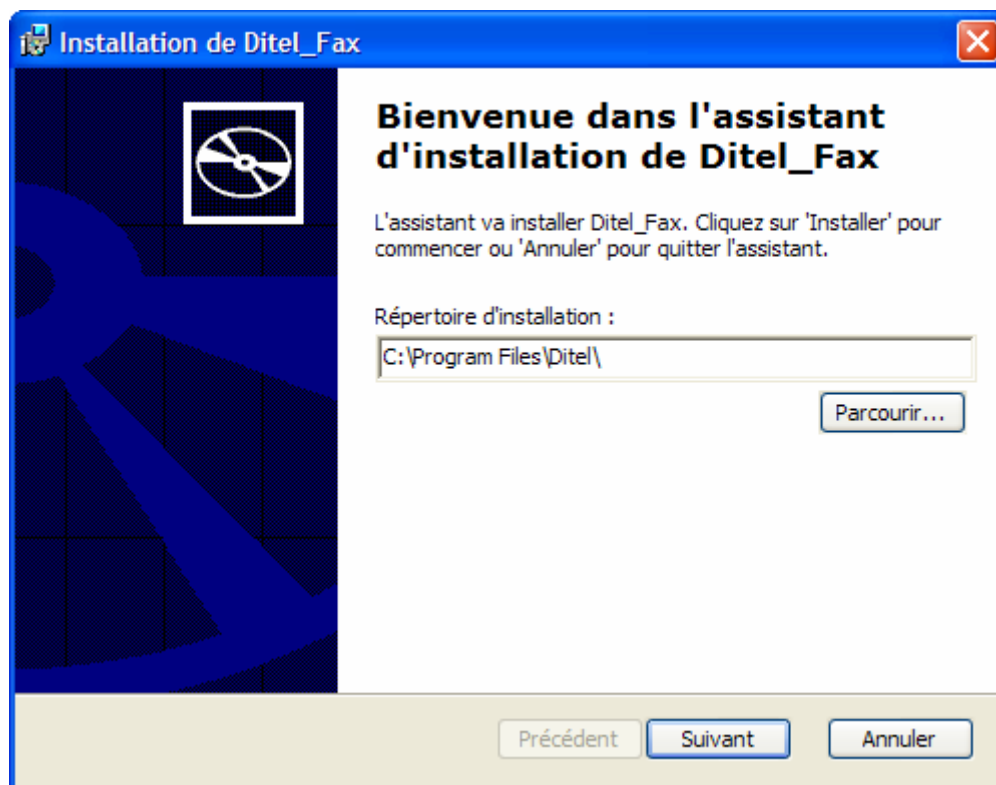 Installation de Ditel_Fax
Bienvenue dans l'assistant
d'installation de Ditel_Fax
L'assistant va installer Ditel_Fax. Cliquez sur 'Installer' pour
commencer ou 'Annuler' pour quitter l'assistant.
Répertoire d'installation :
C:\Program Files\Ditel\
Parcourir...
Précédent
Suivant
Annuler